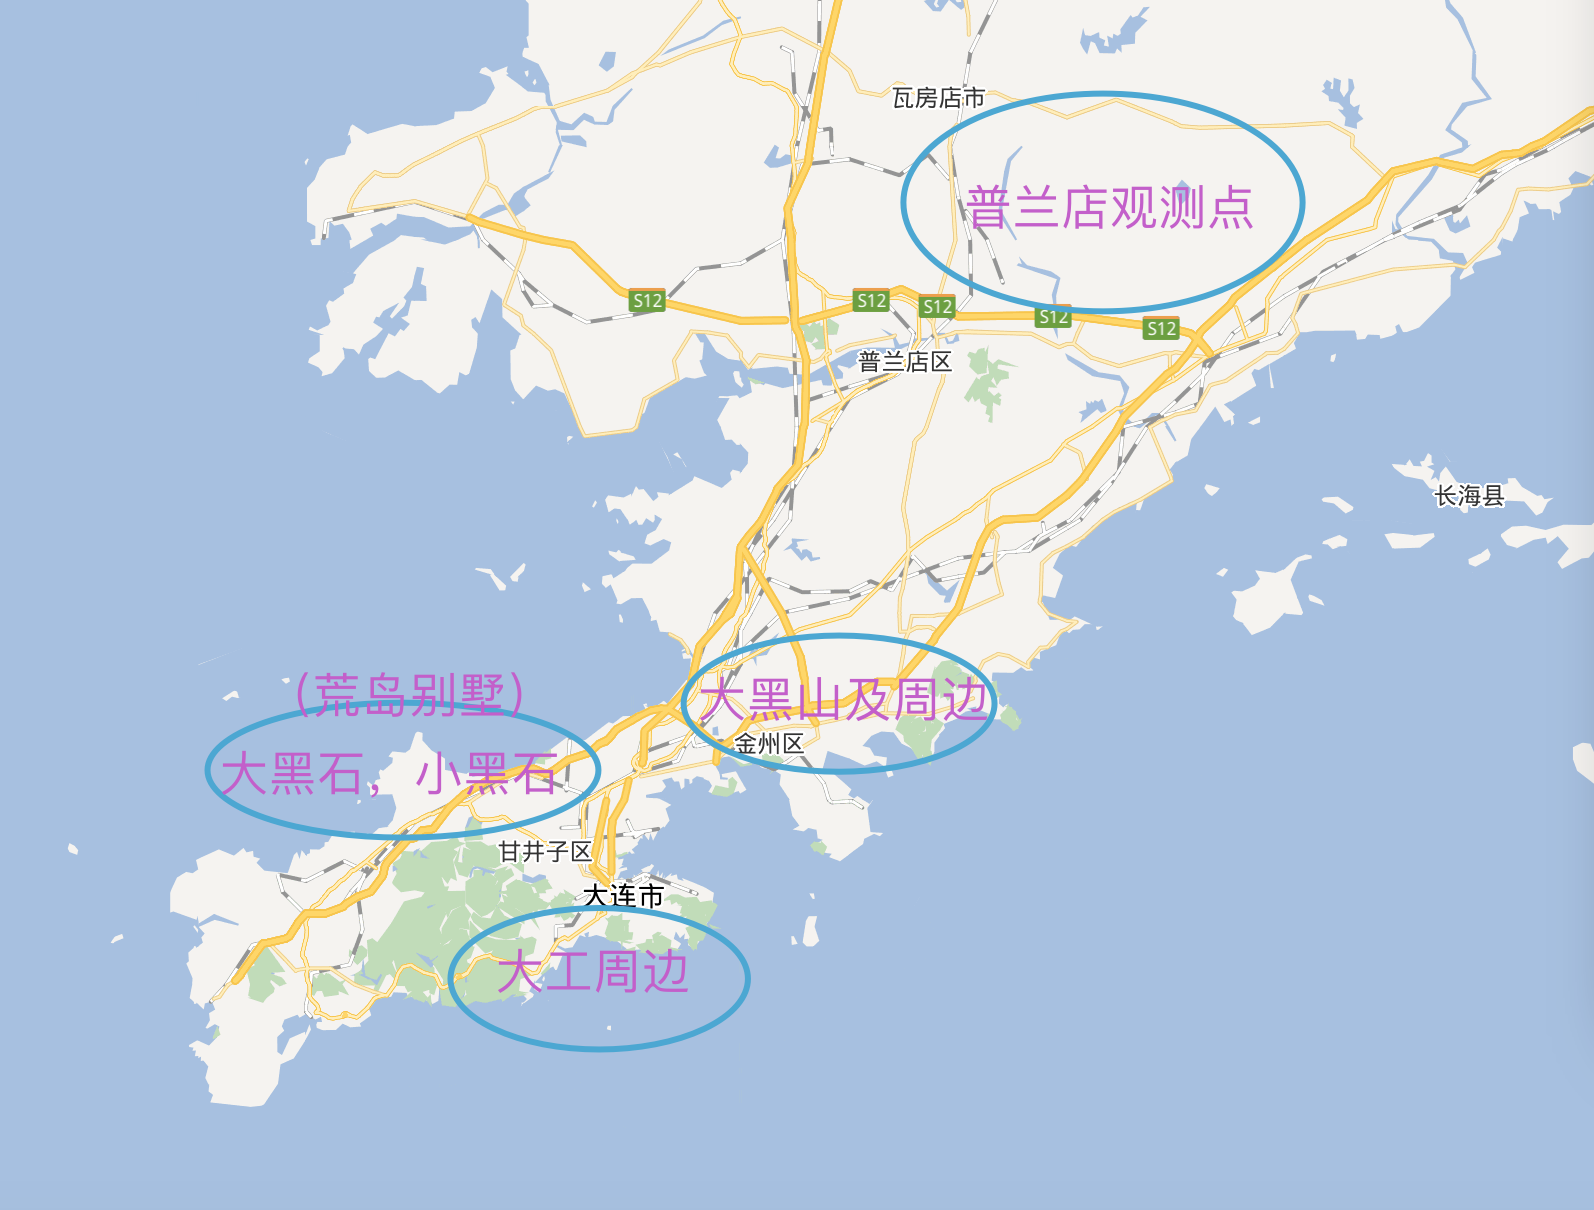 瓦房店市
普兰店观测点
S12
S12
S12
S12
S12
普兰店区
长海县
(荒岛别墅)
大黑山及周边
金州区
大黑石，小黑石
甘井子区
大连市
大工周边